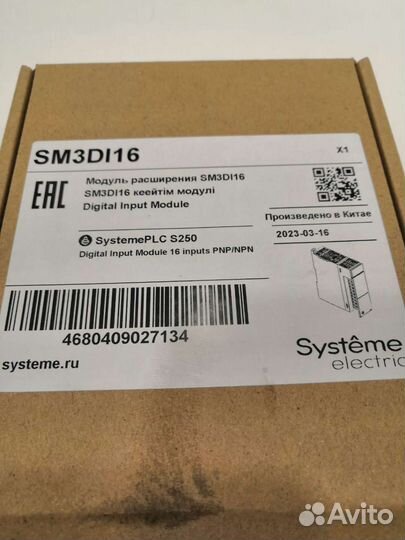 SM3DI16
X1
EAC
Модуль расширения SM3DI16
SM3DI16 кеейтім модулі
Digital Input Module
Произведено в Китае
2023-03-16
SystemePLC S250
Digital Input Module 16 inputs PNP/NPN
4680409027134
systeme.ru
Systême
electric
Avito